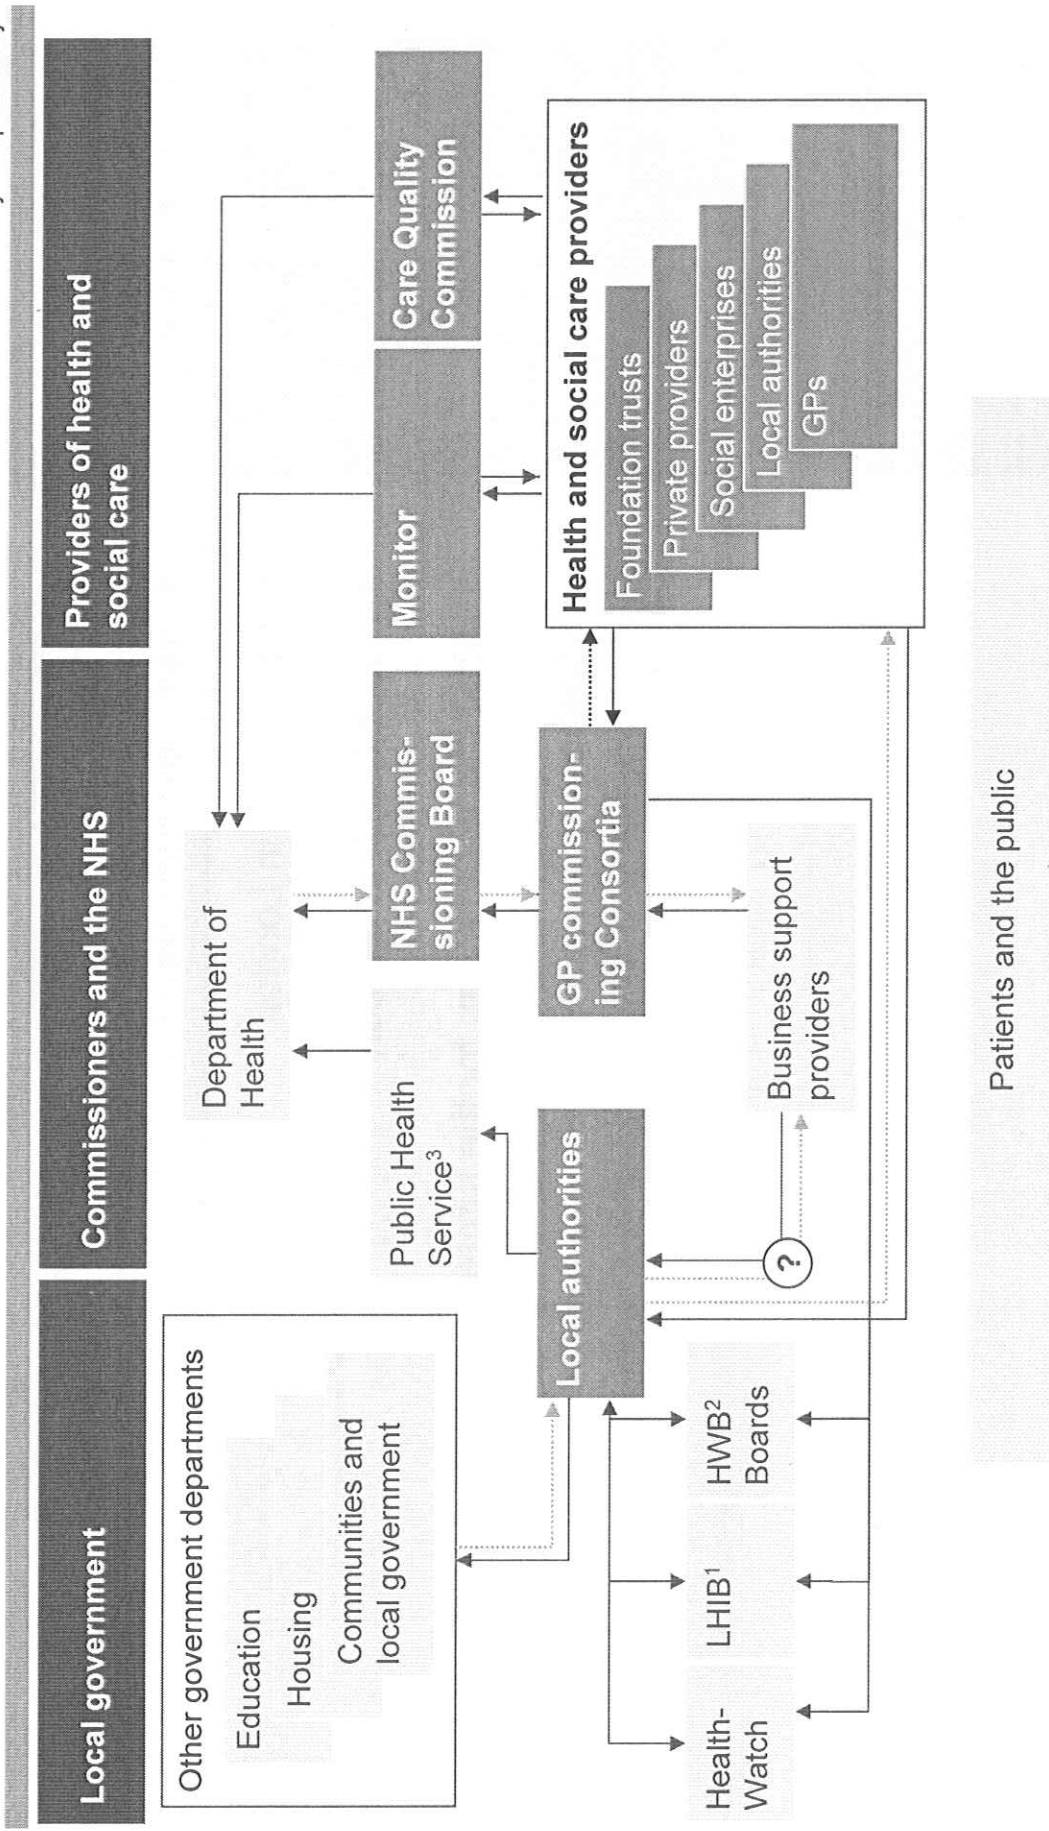 Local government
Commissioners and the NHS
Providers of health and
social care
Other government departments
Education
Housing
Communities and
local government
Department of
Health
Public Health
Service³
NHS Commis-
sioning Board
Monitor
Care Quality
Commission
Local authorities
GP commission-
ing Consortia
Health and social care providers
Foundation trusts
Private providers
Social enterprises
Local authorities
GPs
Health-
Watch
LHIB¹
HWB²
Boards
?
Business support
providers
Patients and the public